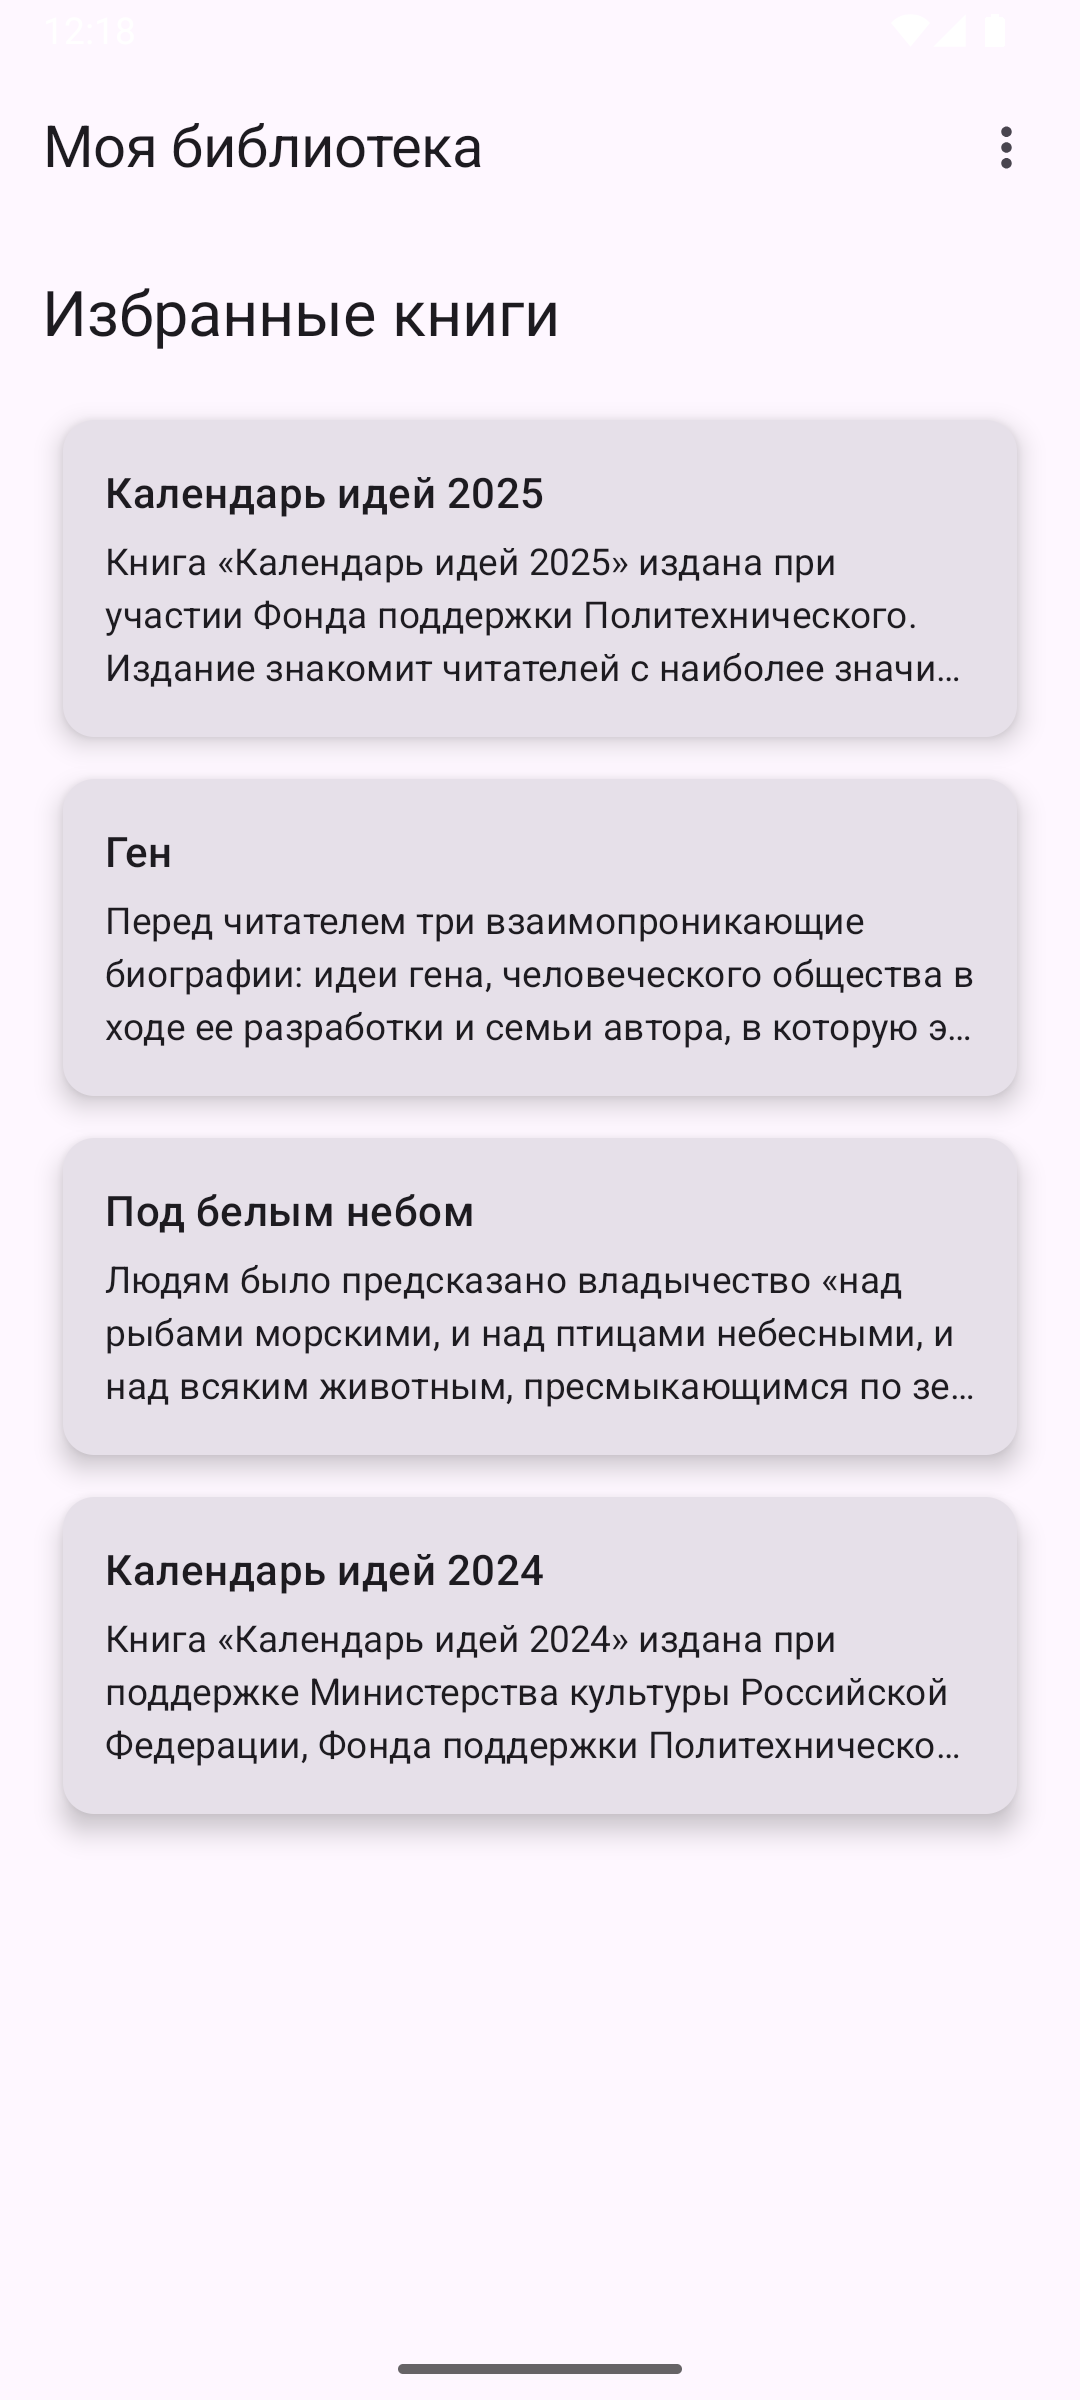 12:18
Моя библиотека
Избранные книги
Календарь идей 2025
Книга «Календарь идей 2025» издана при
участии Фонда поддержки Политехнического.
Издание знакомит читателей с наиболее значи…
Ген
Перед читателем три взаимопроникающие
биографии: идеи гена, человеческого общества в
ходе ее разработки и семьи автора, в которую э…
Под белым небом
Людям было предсказано владычество «над
рыбами морскими, и над птицами небесными, и
над всяким животным, пресмыкающимся по зе…
Календарь идей 2024
Книга «Календарь идей 2024» издана при
поддержке Министерства культуры Российской
Федерации, Фонда поддержки Политехническо…